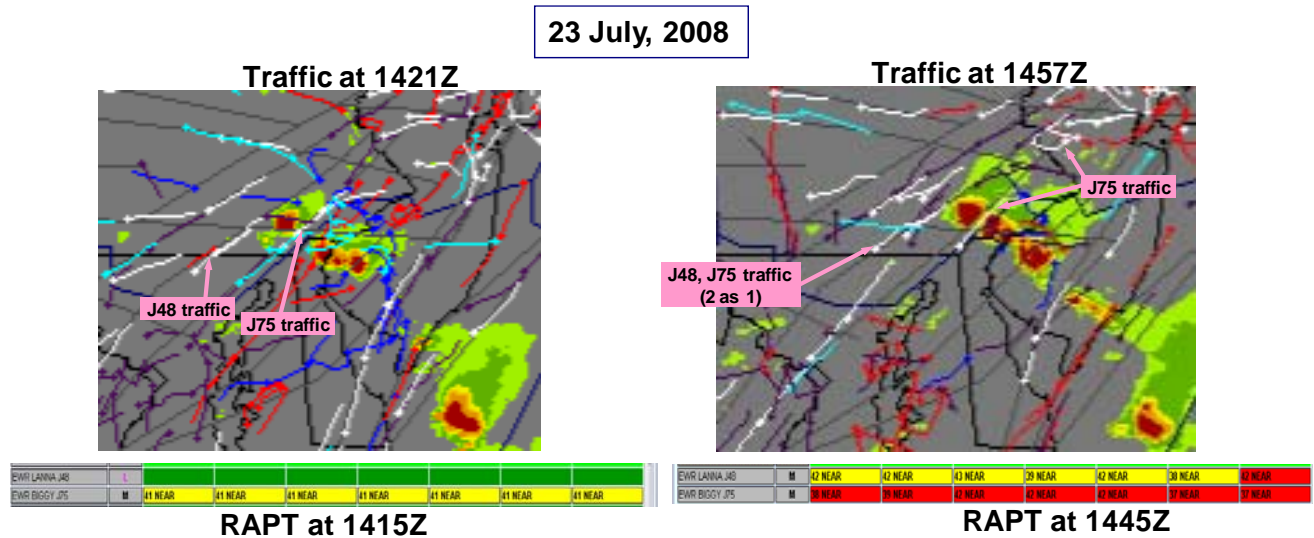 23 July, 2008
Traffic at 1421Z
Traffic at 1457Z
J48 traffic
J75 traffic
J75 traffic
J48, J75 traffic
(2 as 1)
EWR LANNA J48 L
EWR BIGGY J75 M 41 NEAR 41 NEAR 41 NEAR 41 NEAR 41 NEAR 41 NEAR 41 NEAR
EWR LANNA J48 M 42 NEAR 42 NEAR 43 NEAR 39 NEAR 42 NEAR 38 NEAR 42 NEAR
EWR BIGGY J75 M 38 NEAR 39 NEAR 42 NEAR 42 NEAR 42 NEAR 37 NEAR 37 NEAR
RAPT at 1415Z
RAPT at 1445Z